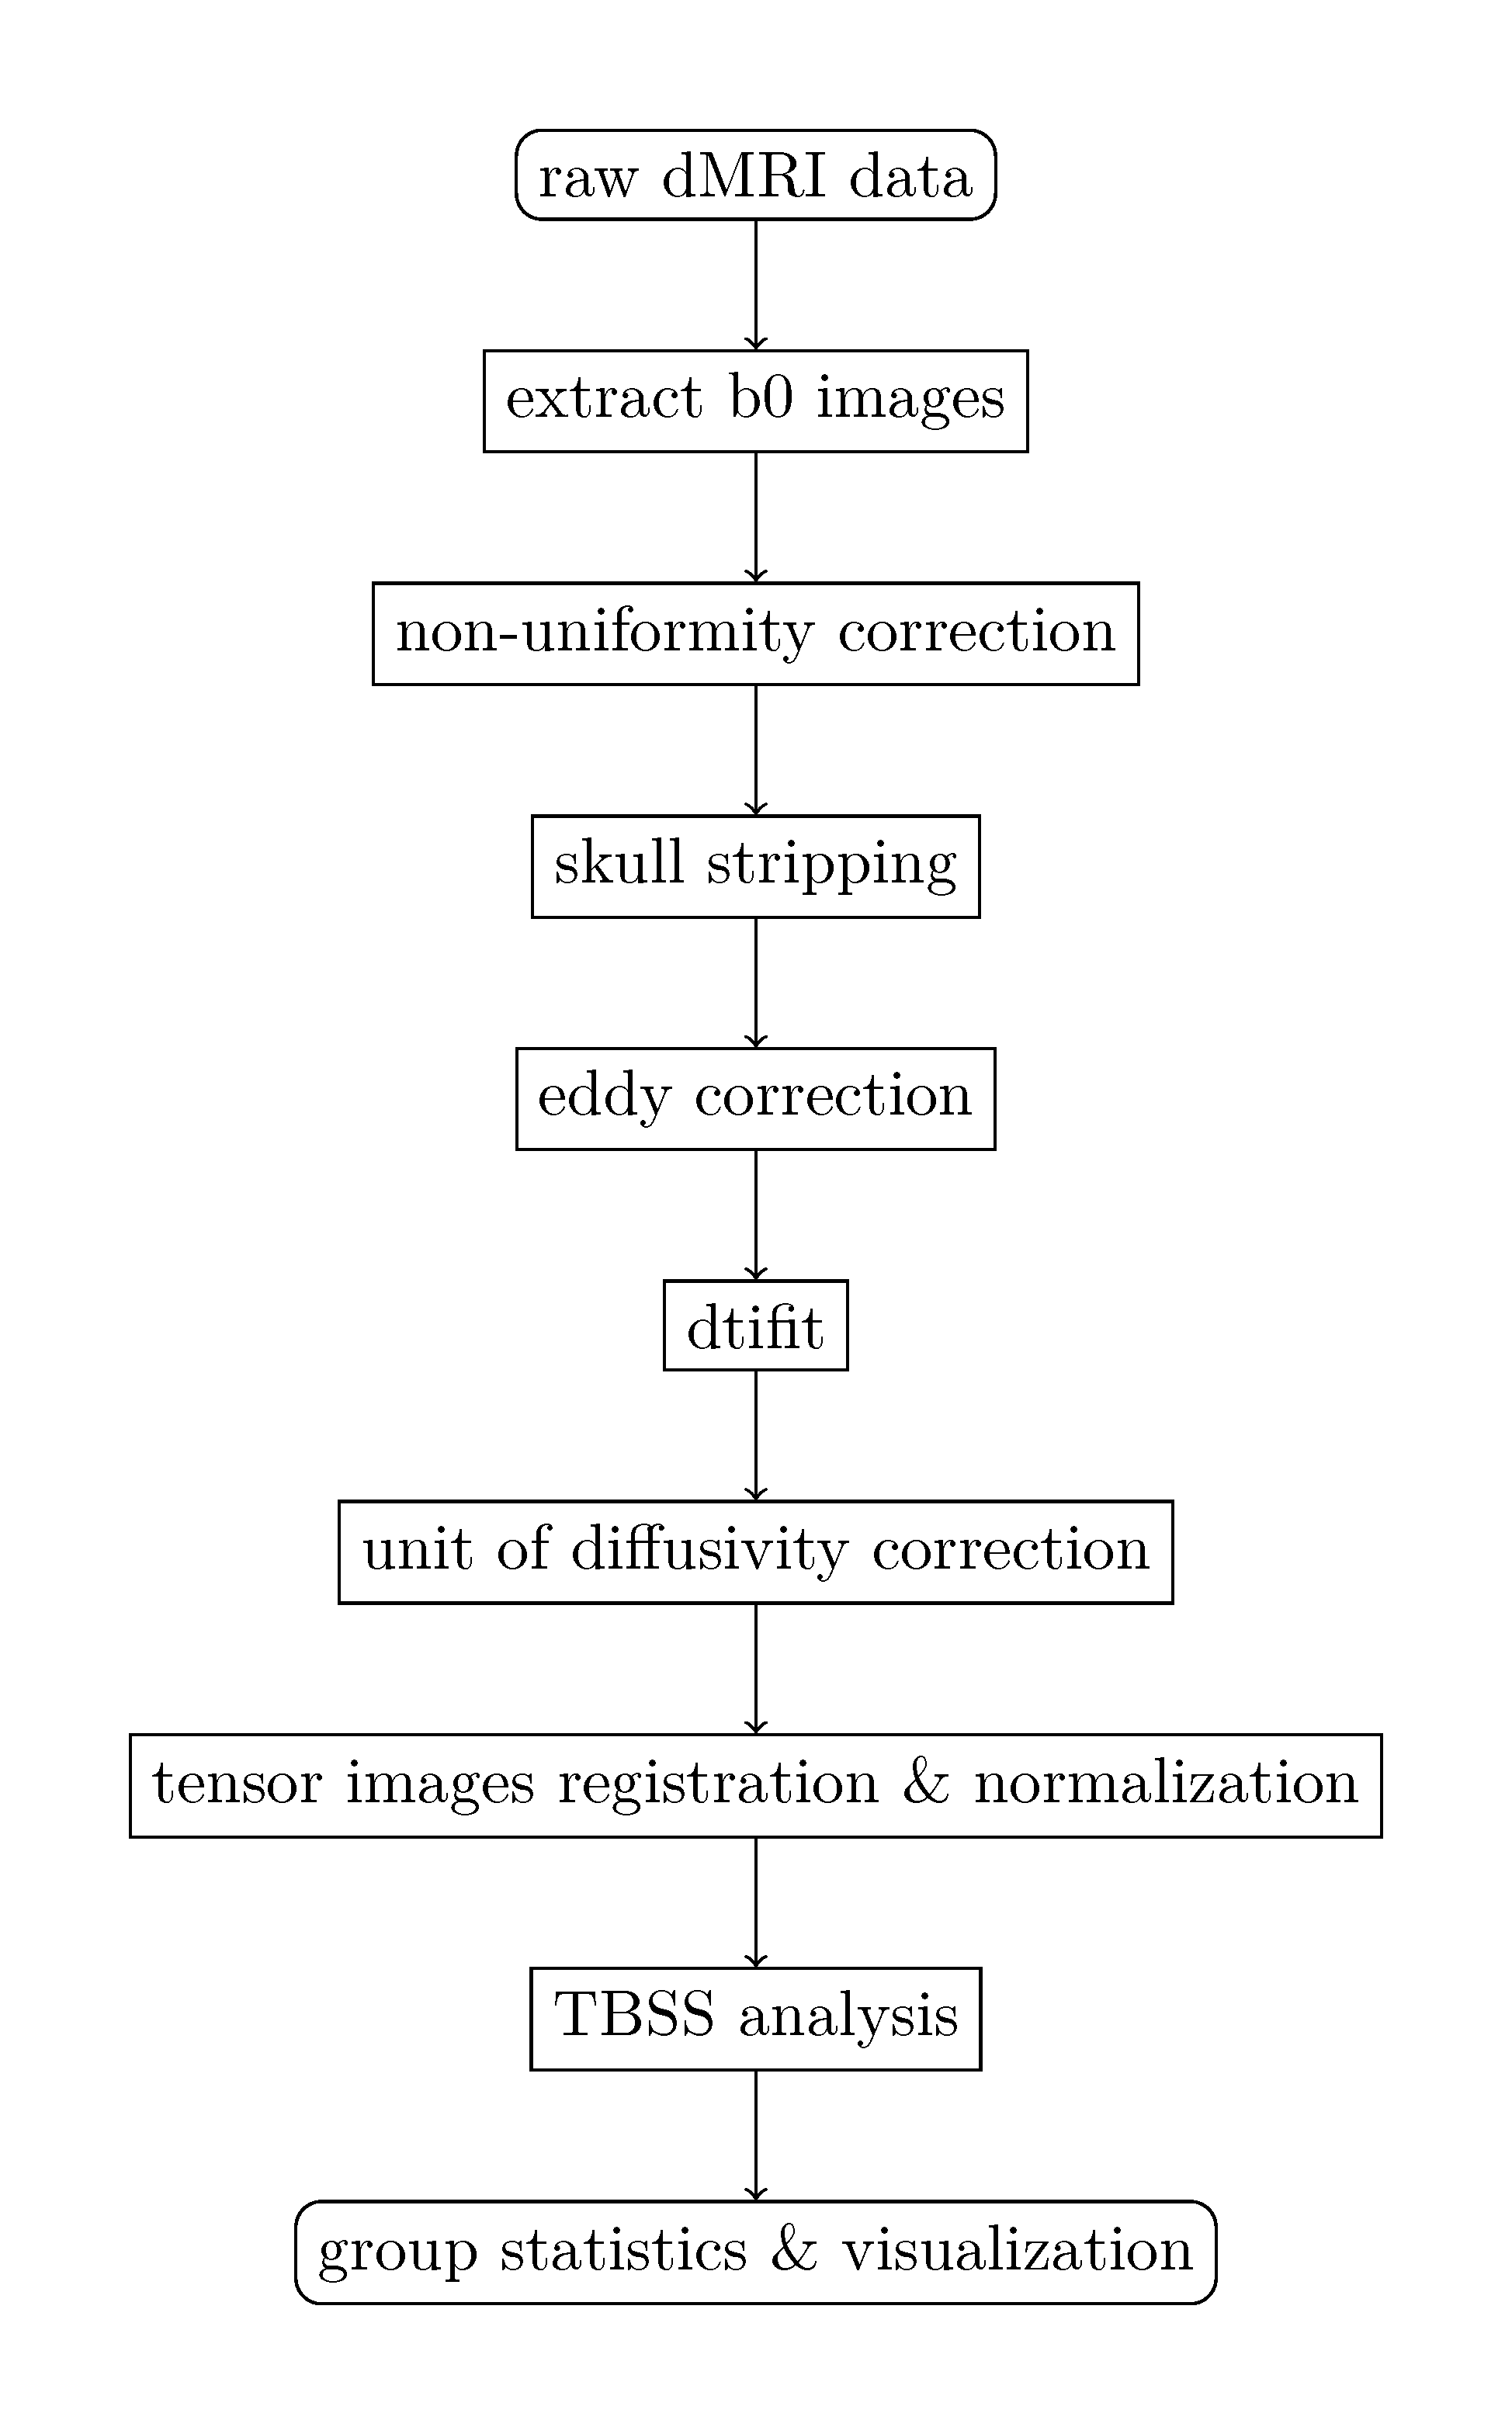 raw dMRI data
extract b0 images
non-uniformity correction
skull stripping
eddy correction
dtifit
unit of diffusivity correction
tensor images registration & normalization
TBSS analysis
group statistics & visualization